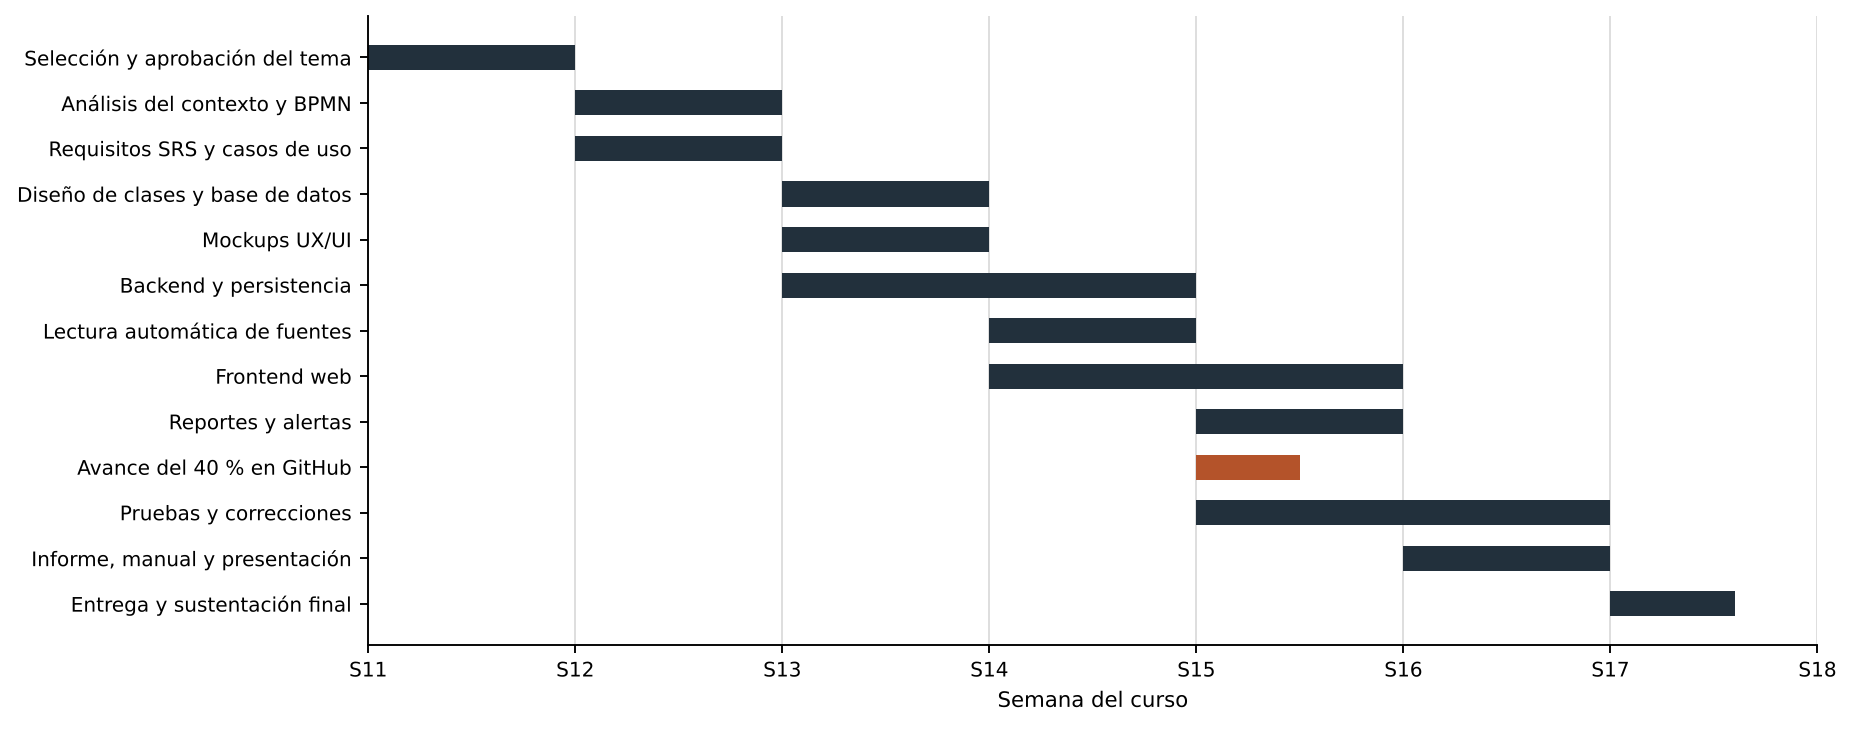 Selección y aprobación del tema
Análisis del contexto y BPMN
Requisitos SRS y casos de uso
Diseño de clases y base de datos
Mockups UX/UI
Backend y persistencia
Lectura automática de fuentes
Frontend web
Reportes y alertas
Avance del 40 % en GitHub
Pruebas y correcciones
Informe, manual y presentación
Entrega y sustentación final
S11 S12 S13 S14 S15 S16 S17 S18
Semana del curso